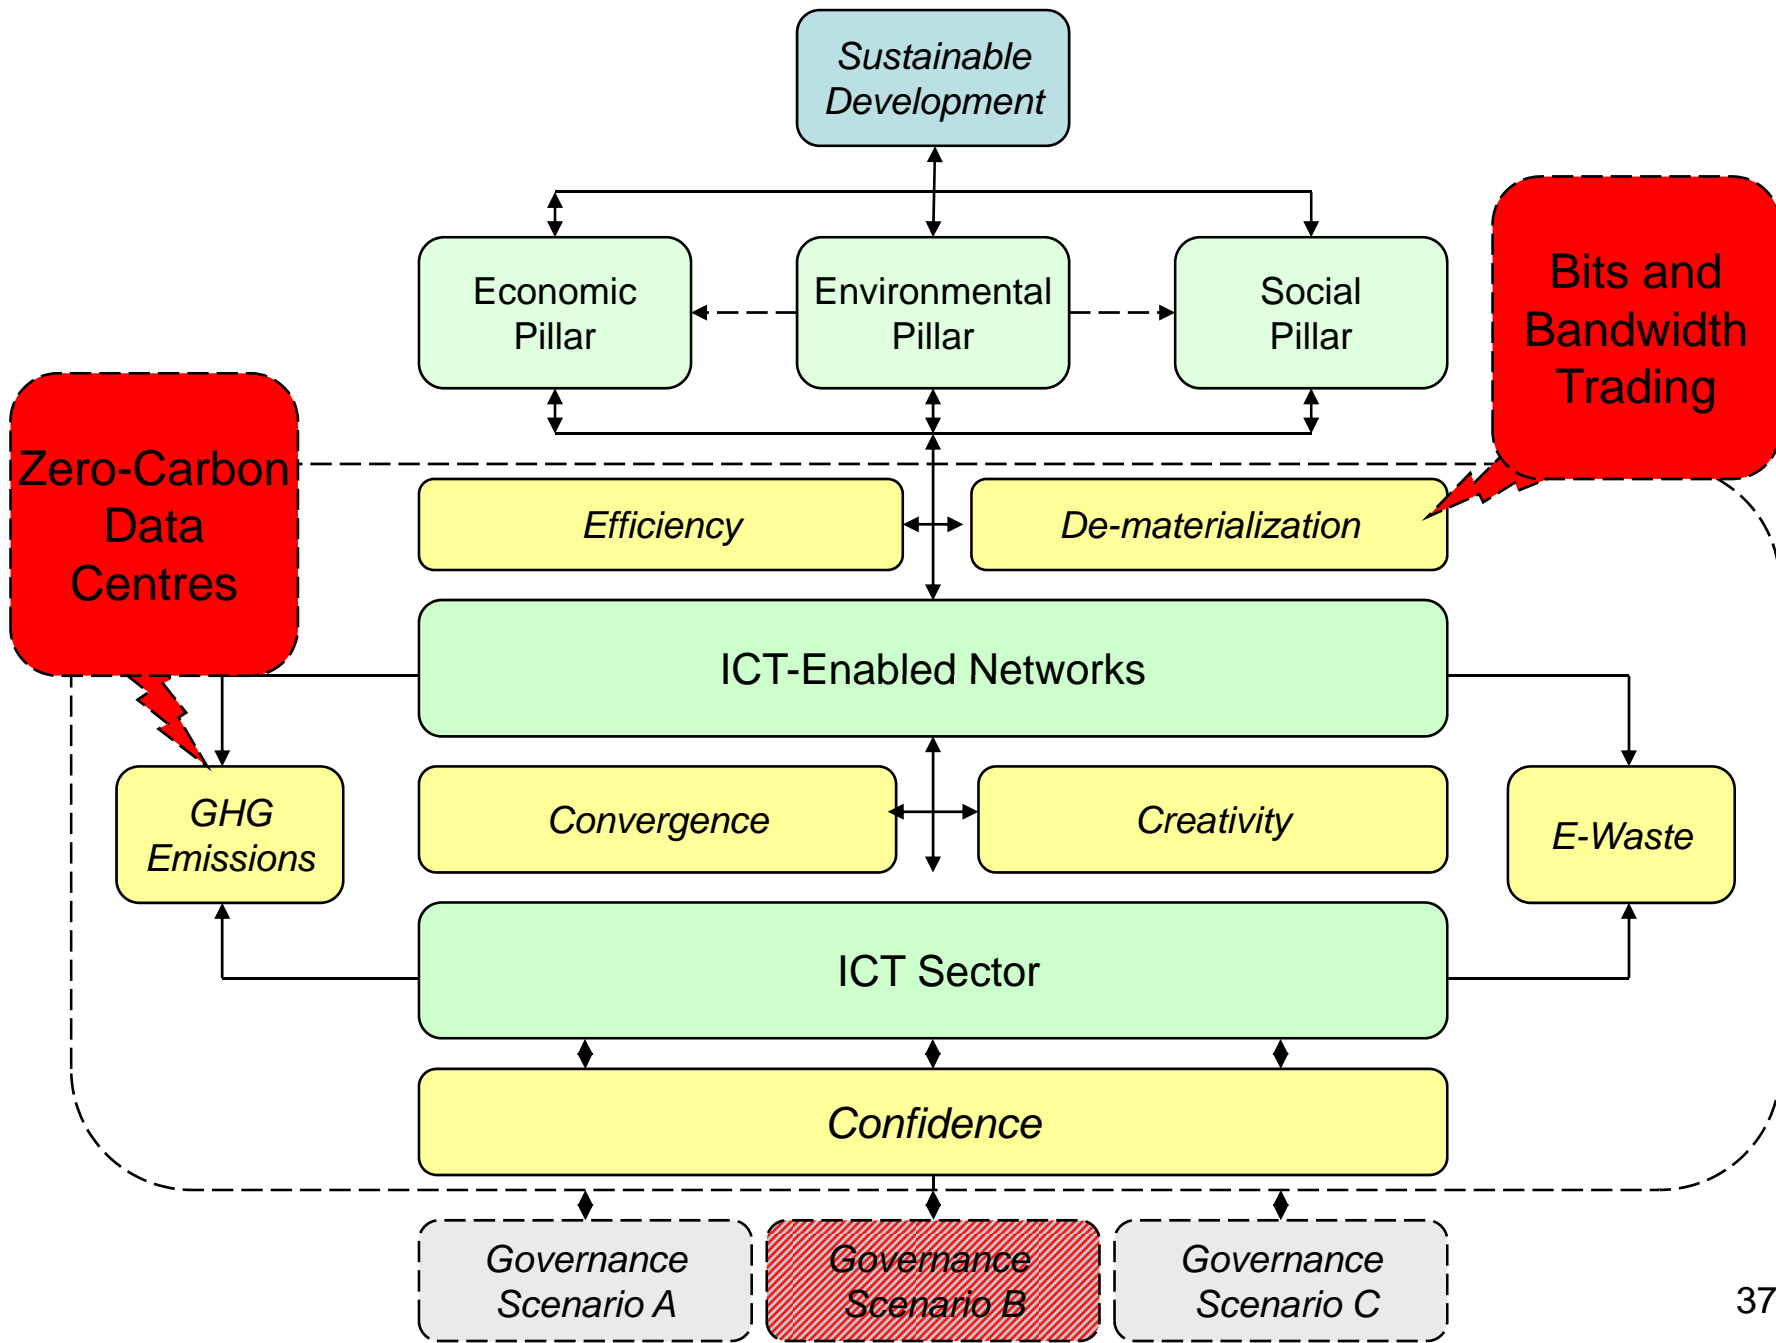 Sustainable
Development
Economic
Pillar
Environmental
Pillar
Social
Pillar
Bits and
Bandwidth
Trading
Zero-Carbon
Data
Centres
Efficiency
De-materialization
ICT-Enabled Networks
GHG
Emissions
Convergence
Creativity
E-Waste
ICT Sector
Confidence
Governance
Scenario A
Governance
Scenario B
Governance
Scenario C
37